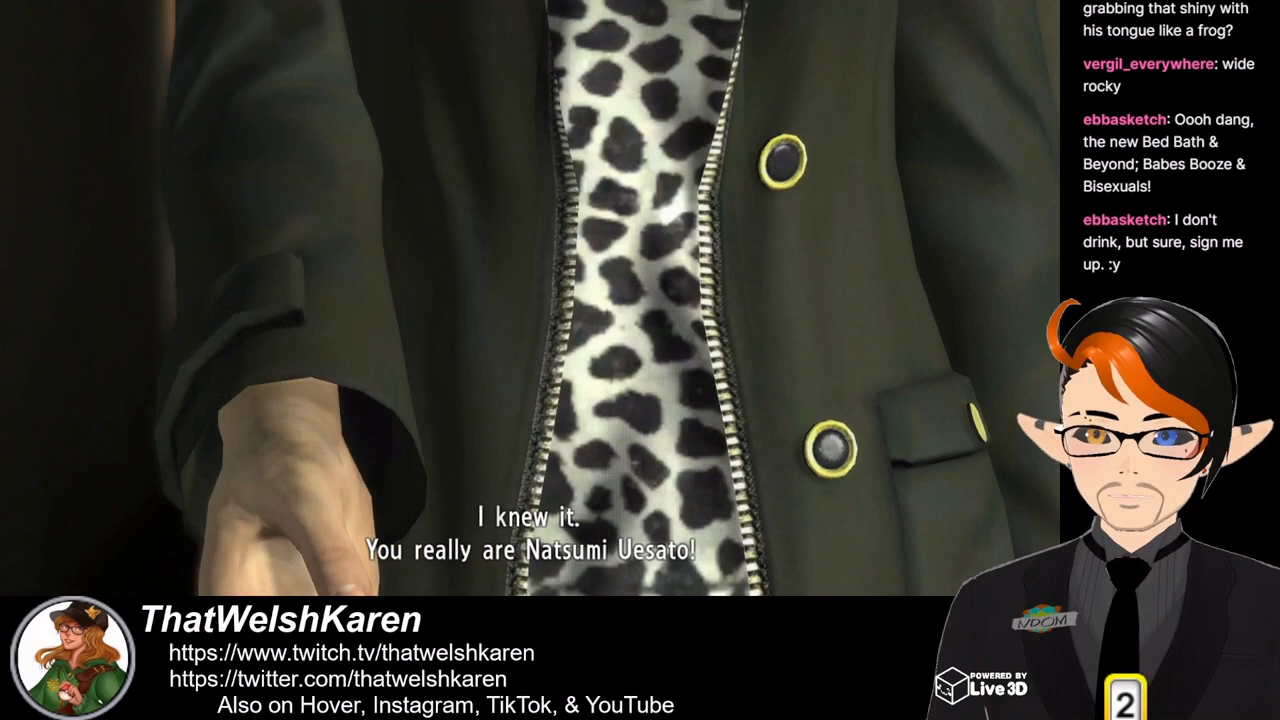 grabbing that shiny with
his tongue like a frog?
vergil_everywhere: wide
rocky
ebbasketch: Oooh dang,
the new Bed Bath &
Beyond; Babes Booze &
Bisexuals!
ebbasketch: I don't
drink, but sure, sign me
up. :y
I knew it.
You really are Natsumi Uesato!
NDOM
ThatWelshKaren
https://www.twitch.tv/thatwelshkaren
https://twitter.com/thatwelshkaren
Also on Hover, Instagram, TikTok, & YouTube
POWERED BY
Live3D
2